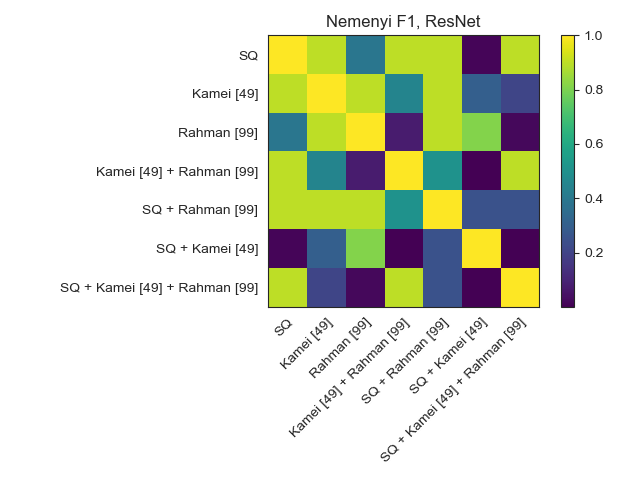 Nemenyi F1, ResNet
SQ
Kamei [49]
Rahman [99]
Kamei [49] + Rahman [99]
SQ + Rahman [99]
SQ + Kamei [49]
SQ + Kamei [49] + Rahman [99]
SQ
Kamei [49]
Rahman [99]
Kamei [49] + Rahman [99]
SQ + Rahman [99]
SQ + Kamei [49]
SQ + Kamei [49] + Rahman [99]
1.0
0.8
0.6
0.4
0.2